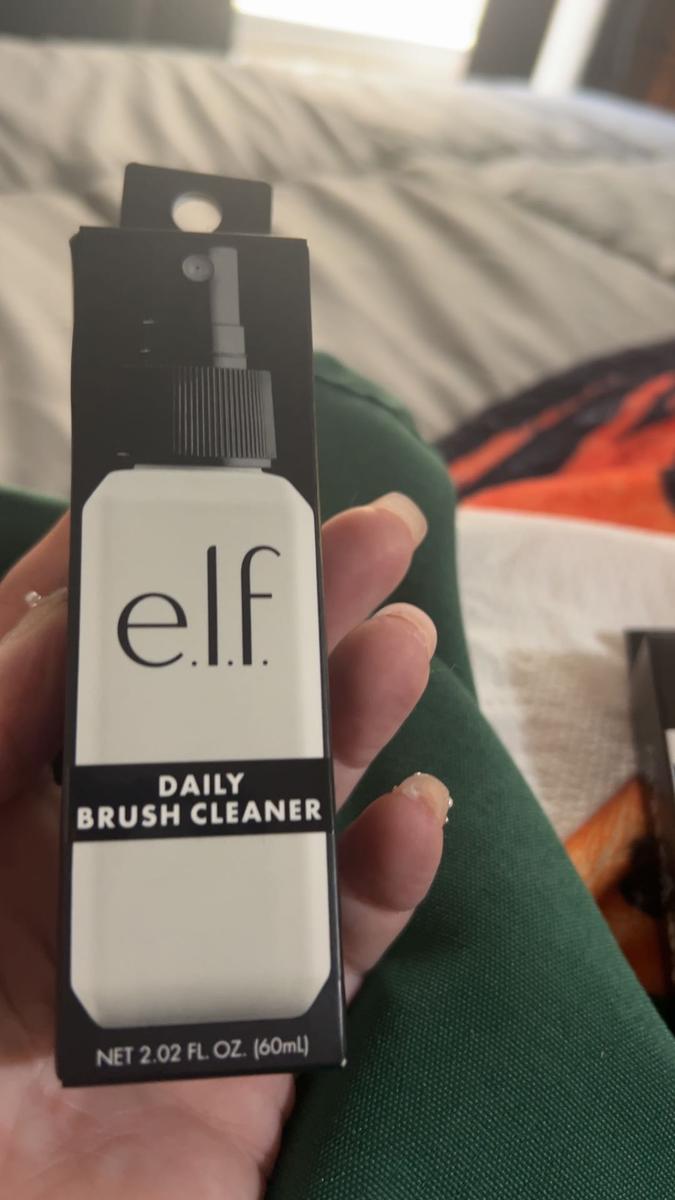 e.l.f.
DAILY
BRUSH CLEANER
NET 2.02 FL. OZ. (60mL)